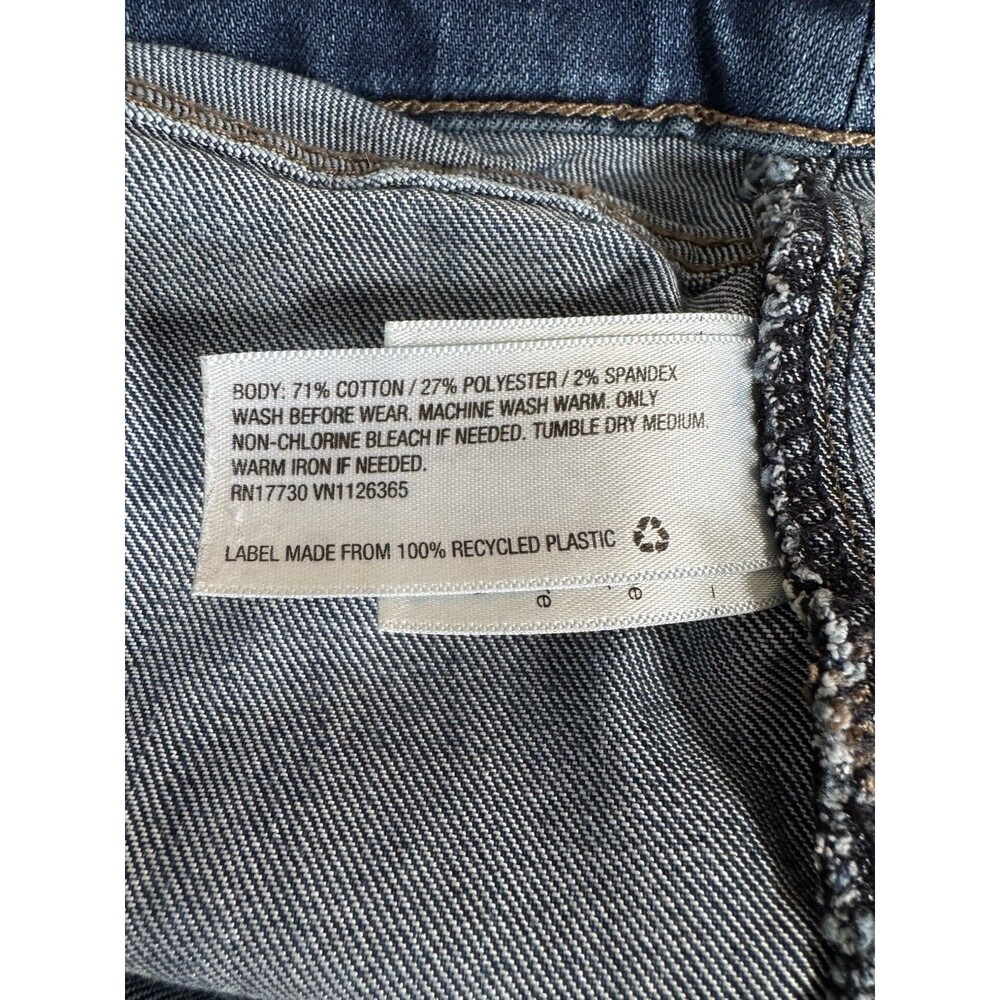 BODY: 71% COTTON / 27% POLYESTER / 2% SPANDEX
WASH BEFORE WEAR. MACHINE WASH WARM. ONLY
NON-CHLORINE BLEACH IF NEEDED. TUMBLE DRY MEDIUM.
WARM IRON IF NEEDED.
RN17730 VN1126365
LABEL MADE FROM 100% RECYCLED PLASTIC